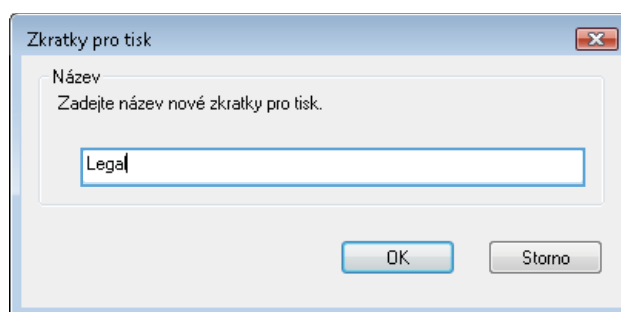 Zkratky pro tisk
Název
Zadejte název nové zkratky pro tisk.
Legal
OK
Storno